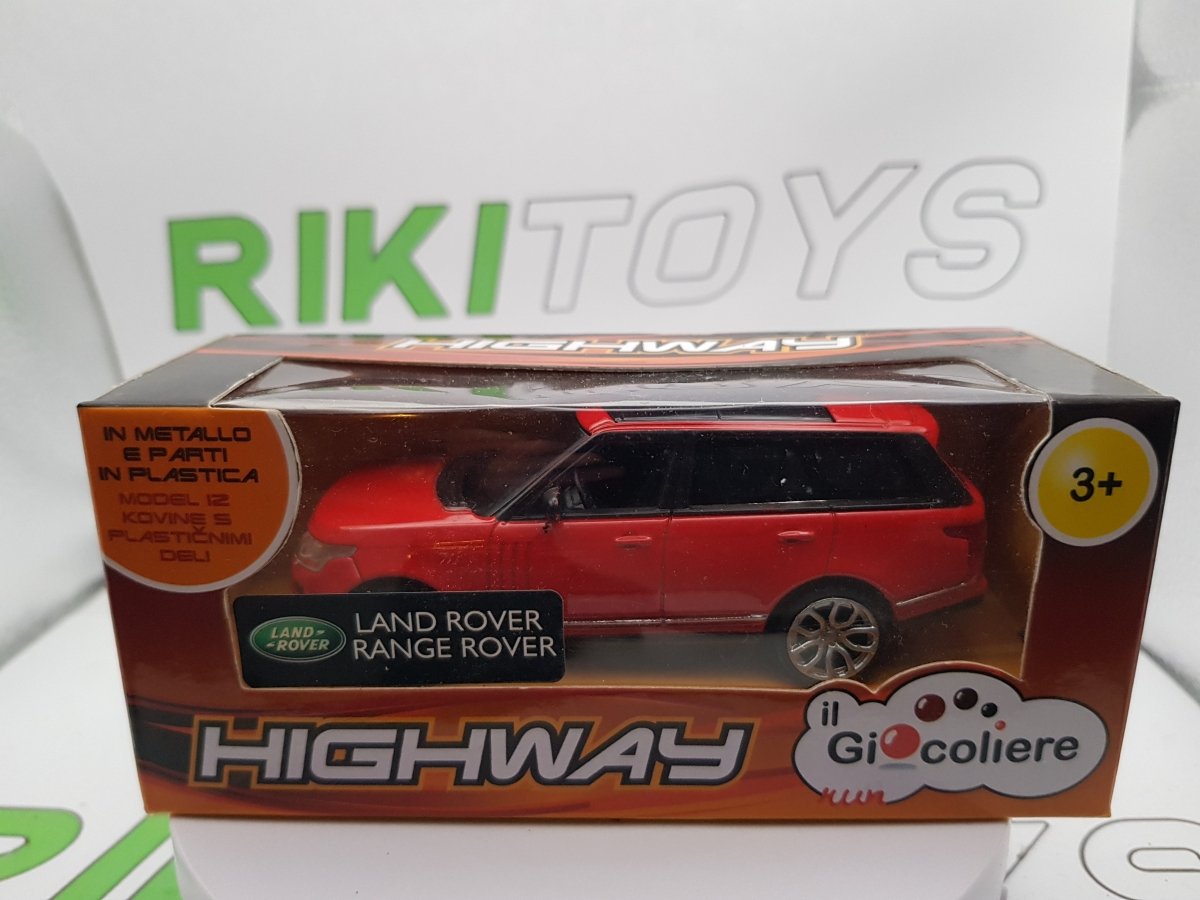 RIKITOYS
HIGHWAY
IN METALLO
E PARTI
IN PLASTICA
MODEL IZ
KOVINE S
PLASTIČNIMI
DELI
3+
LAND-
-ROVER
LAND ROVER
RANGE ROVER
HIGHWAY
il
Giocoliere